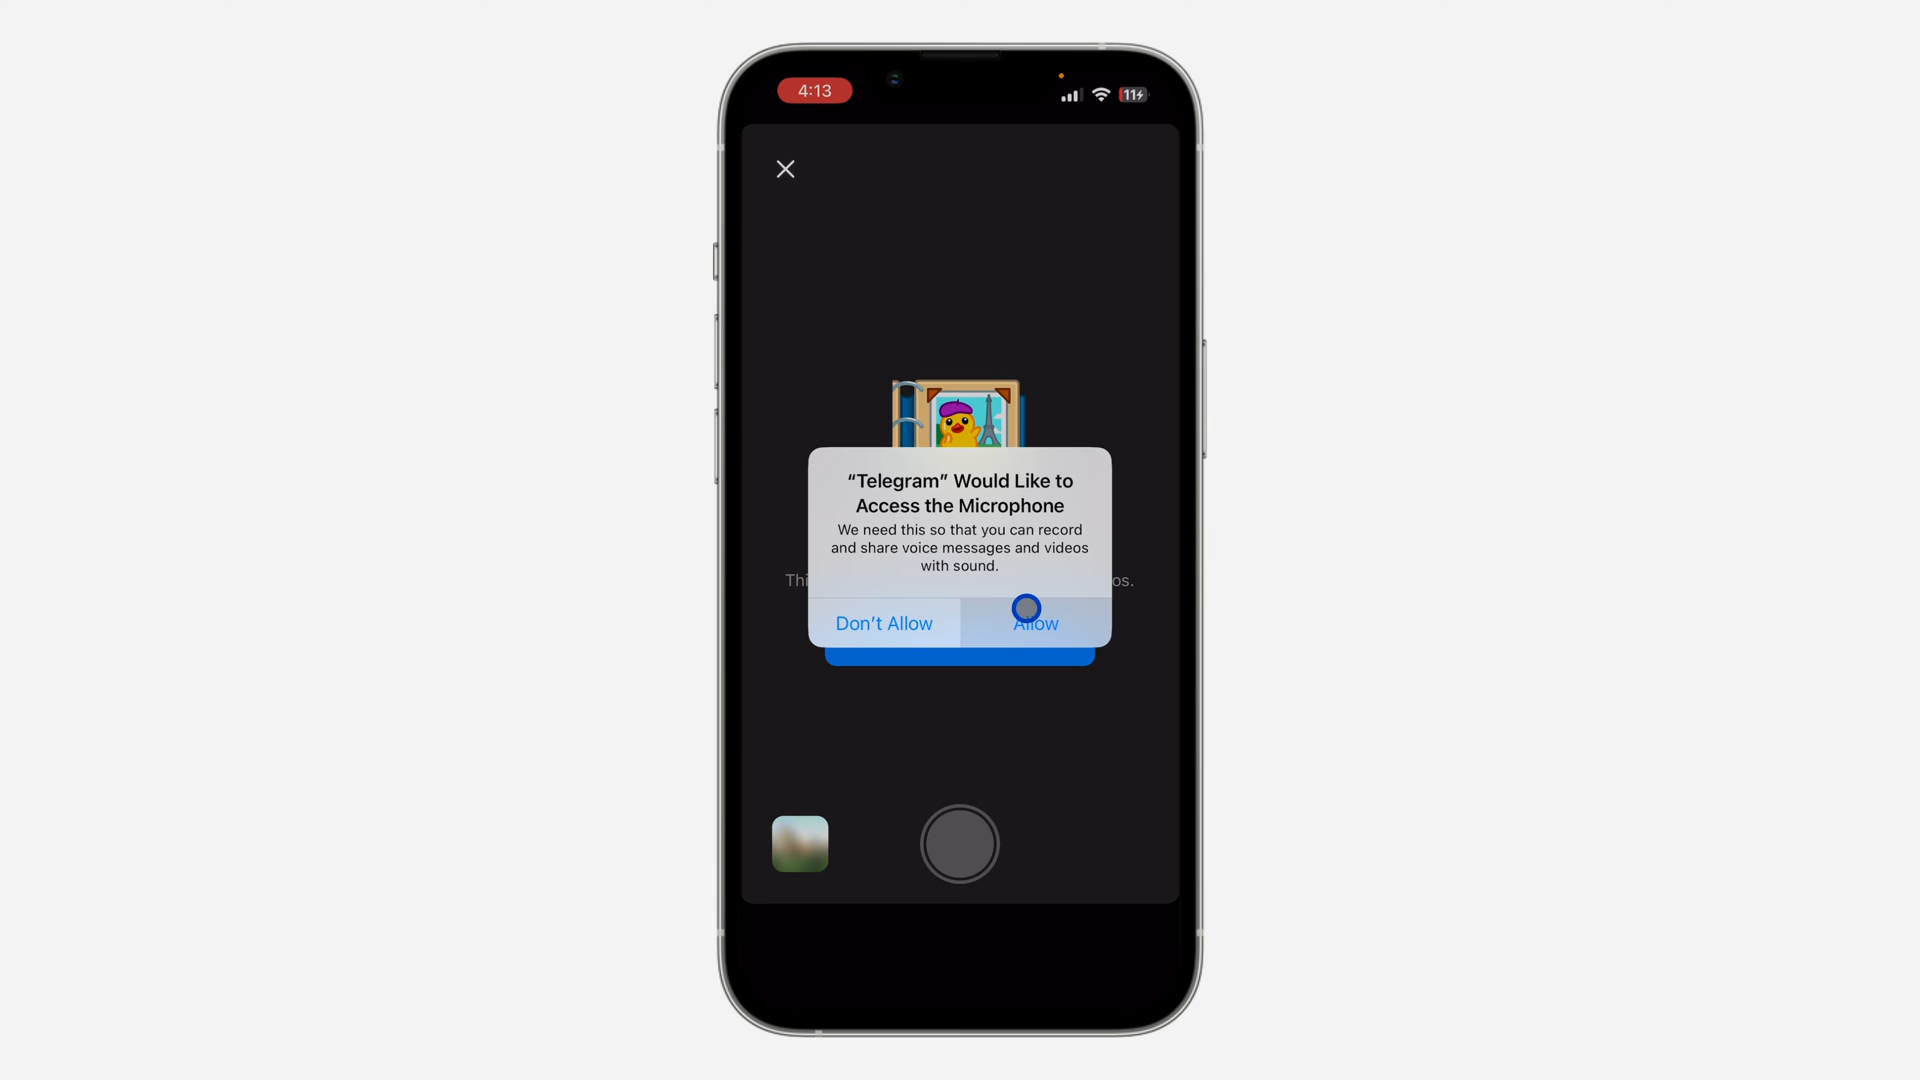 4:13
11
“Telegram” Would Like to
Access the Microphone
We need this so that you can record
and share voice messages and videos
with sound.
Don’t Allow
Allow